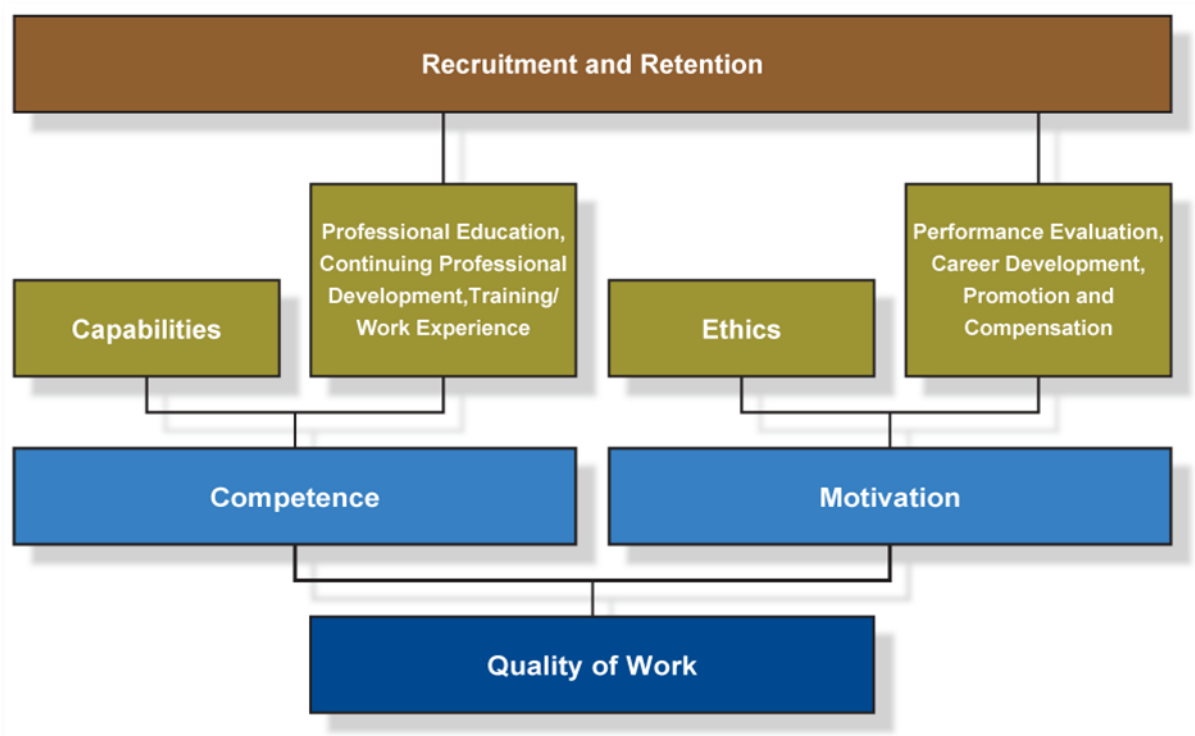 Recruitment and Retention
Professional Education,
Continuing Professional
Development,Training/
Work Experience
Performance Evaluation,
Career Development,
Promotion and
Compensation
Capabilities
Ethics
Competence
Motivation
Quality of Work